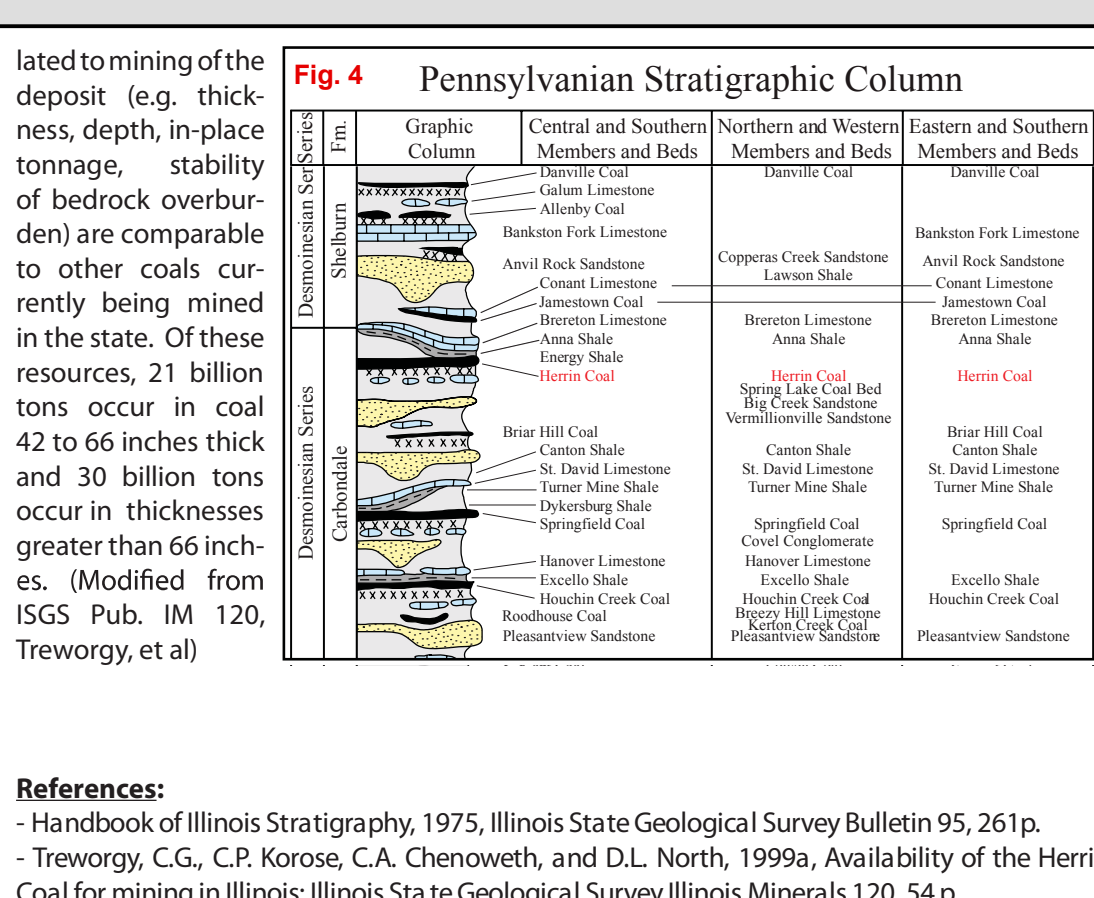 lated to mining of the
deposit (e.g. thick-
ness, depth, in-place
tonnage, stability
of bedrock overbur-
den) are comparable
to other coals cur-
rently being mined
in the state. Of these
resources, 21 billion
tons occur in coal
42 to 66 inches thick
and 30 billion tons
occur in thicknesses
greater than 66 inch-
es. (Modified from
ISGS Pub. IM 120,
Treworgy, et al)
Fig. 4
Pennsylvanian Stratigraphic Column
Series
Frm.
Graphic
Column
Central and Southern
Members and Beds
Northern and Western
Members and Beds
Eastern and Southern
Members and Beds
Desmoinesian Series
Shelburn
Desmoinesian Series
Carbondale
Danville Coal
Galum Limestone
Allenby Coal
Bankston Fork Limestone
Anvil Rock Sandstone
Conant Limestone
Jamestown Coal
Brereton Limestone
Anna Shale
Energy Shale
Herrin Coal
Briar Hill Coal
Canton Shale
St. David Limestone
Turner Mine Shale
Dykersburg Shale
Springfield Coal
Hanover Limestone
Excello Shale
Houchin Creek Coal
Roodhouse Coal
Pleasantview Sandstone
Danville Coal
Copperas Creek Sandstone
Lawson Shale
Brereton Limestone
Anna Shale
Herrin Coal
Spring Lake Coal Bed
Big Creek Sandstone
Vermillionville Sandstone
Canton Shale
St. David Limestone
Turner Mine Shale
Springfield Coal
Covel Conglomerate
Hanover Limestone
Excello Shale
Houchin Creek Coal
Breezy Hill Limestone
Kerton Creek Coal
Pleasantview Sandstone
Danville Coal
Bankston Fork Limestone
Anvil Rock Sandstone
Conant Limestone
Jamestown Coal
Brereton Limestone
Anna Shale
Herrin Coal
Briar Hill Coal
Canton Shale
St. David Limestone
Turner Mine Shale
Springfield Coal
Excello Shale
Houchin Creek Coal
Pleasantview Sandstone
References:
- Handbook of Illinois Stratigraphy, 1975, Illinois State Geological Survey Bulletin 95, 261p.
- Treworgy, C.G., C.P. Korose, C.A. Chenoweth, and D.L. North, 1999a, Availability of the Herri
Coal for mining in Illinois: Illinois State Geological Survey Illinois Minerals 120, 54 p.